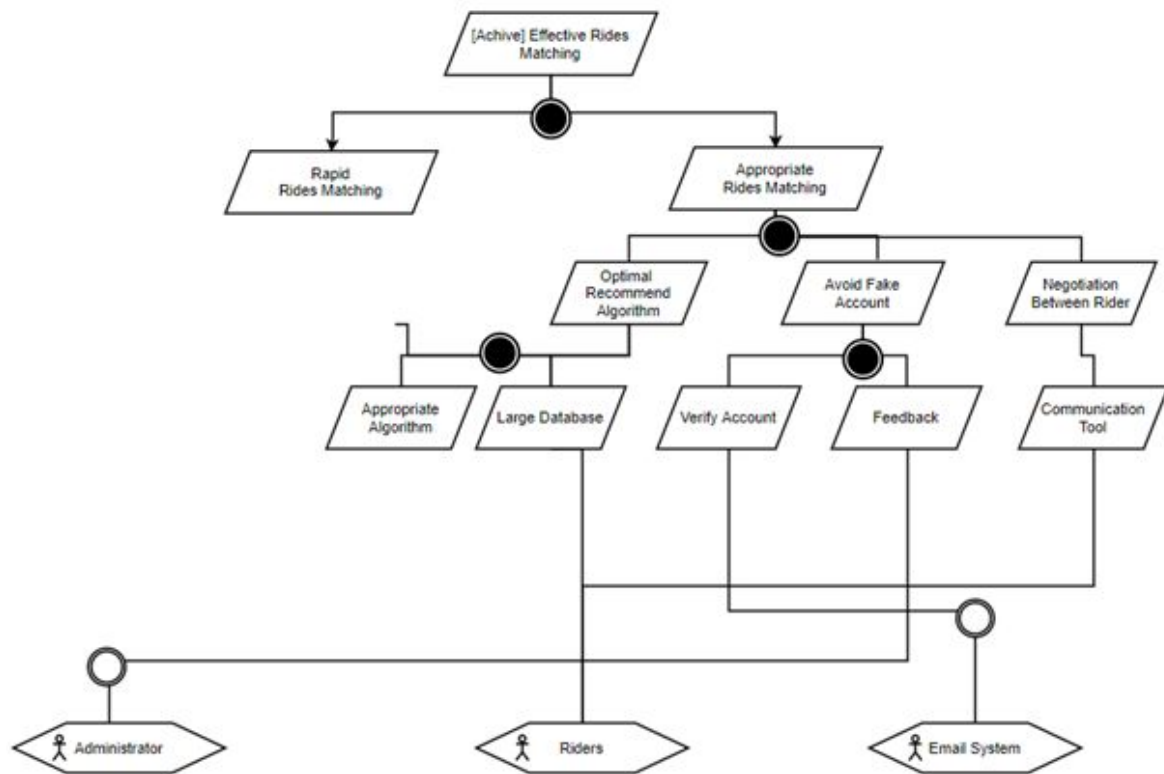 [Achive] Effective Rides
Matching
Rapid
Rides Matching
Appropriate
Rides Matching
Optimal
Recommend
Algorithm
Avoid Fake
Account
Negotiation
Between Rider
Appropriate
Algorithm
Large Database
Verify Account
Feedback
Communication
Tool
Administrator
Riders
Email System